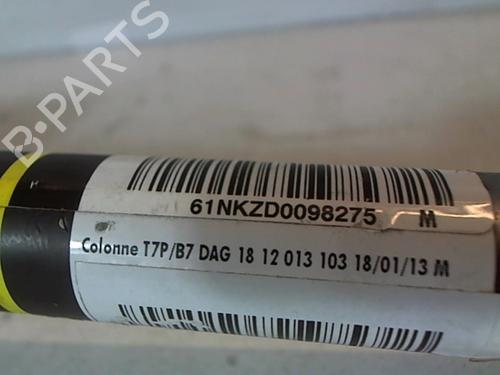 B-PARTS
61NKZD0098275 M
Colonne T7P/B7 DAG 18 12 013 103 18/01/13 M